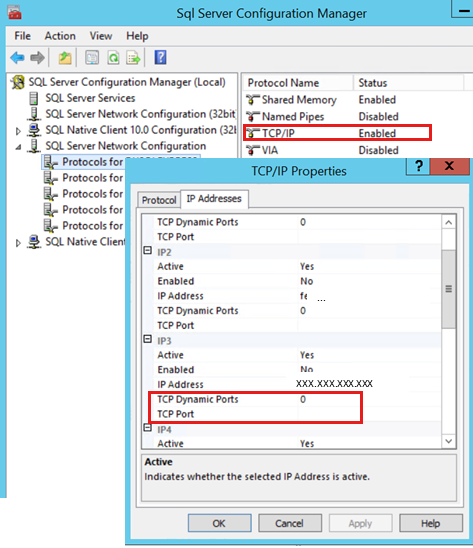 Sql Server Configuration Manager
File Action View Help
SQL Server Configuration Manager (Local)
SQL Server Services
SQL Server Network Configuration (32bit
SQL Native Client 10.0 Configuration (32b
SQL Server Network Configuration
Protocols for
Protocols for
Protocols for
Protocols for
Protocols for
SQL Native Client
Protocol Name Status
Shared Memory Enabled
Named Pipes Disabled
TCP/IP Enabled
VIA Disabled
TCP/IP Properties
? X
Protocol IP Addresses
TCP Dynamic Ports 0
TCP Port
IP2
Active Yes
Enabled No
IP Address fe ...
TCP Dynamic Ports 0
TCP Port
IP3
Active Yes
Enabled No
IP Address XXX.XXX.XXX.XXX
TCP Dynamic Ports 0
TCP Port
IP4
Active Yes
Active
Indicates whether the selected IP Address is active.
OK Cancel Apply Help